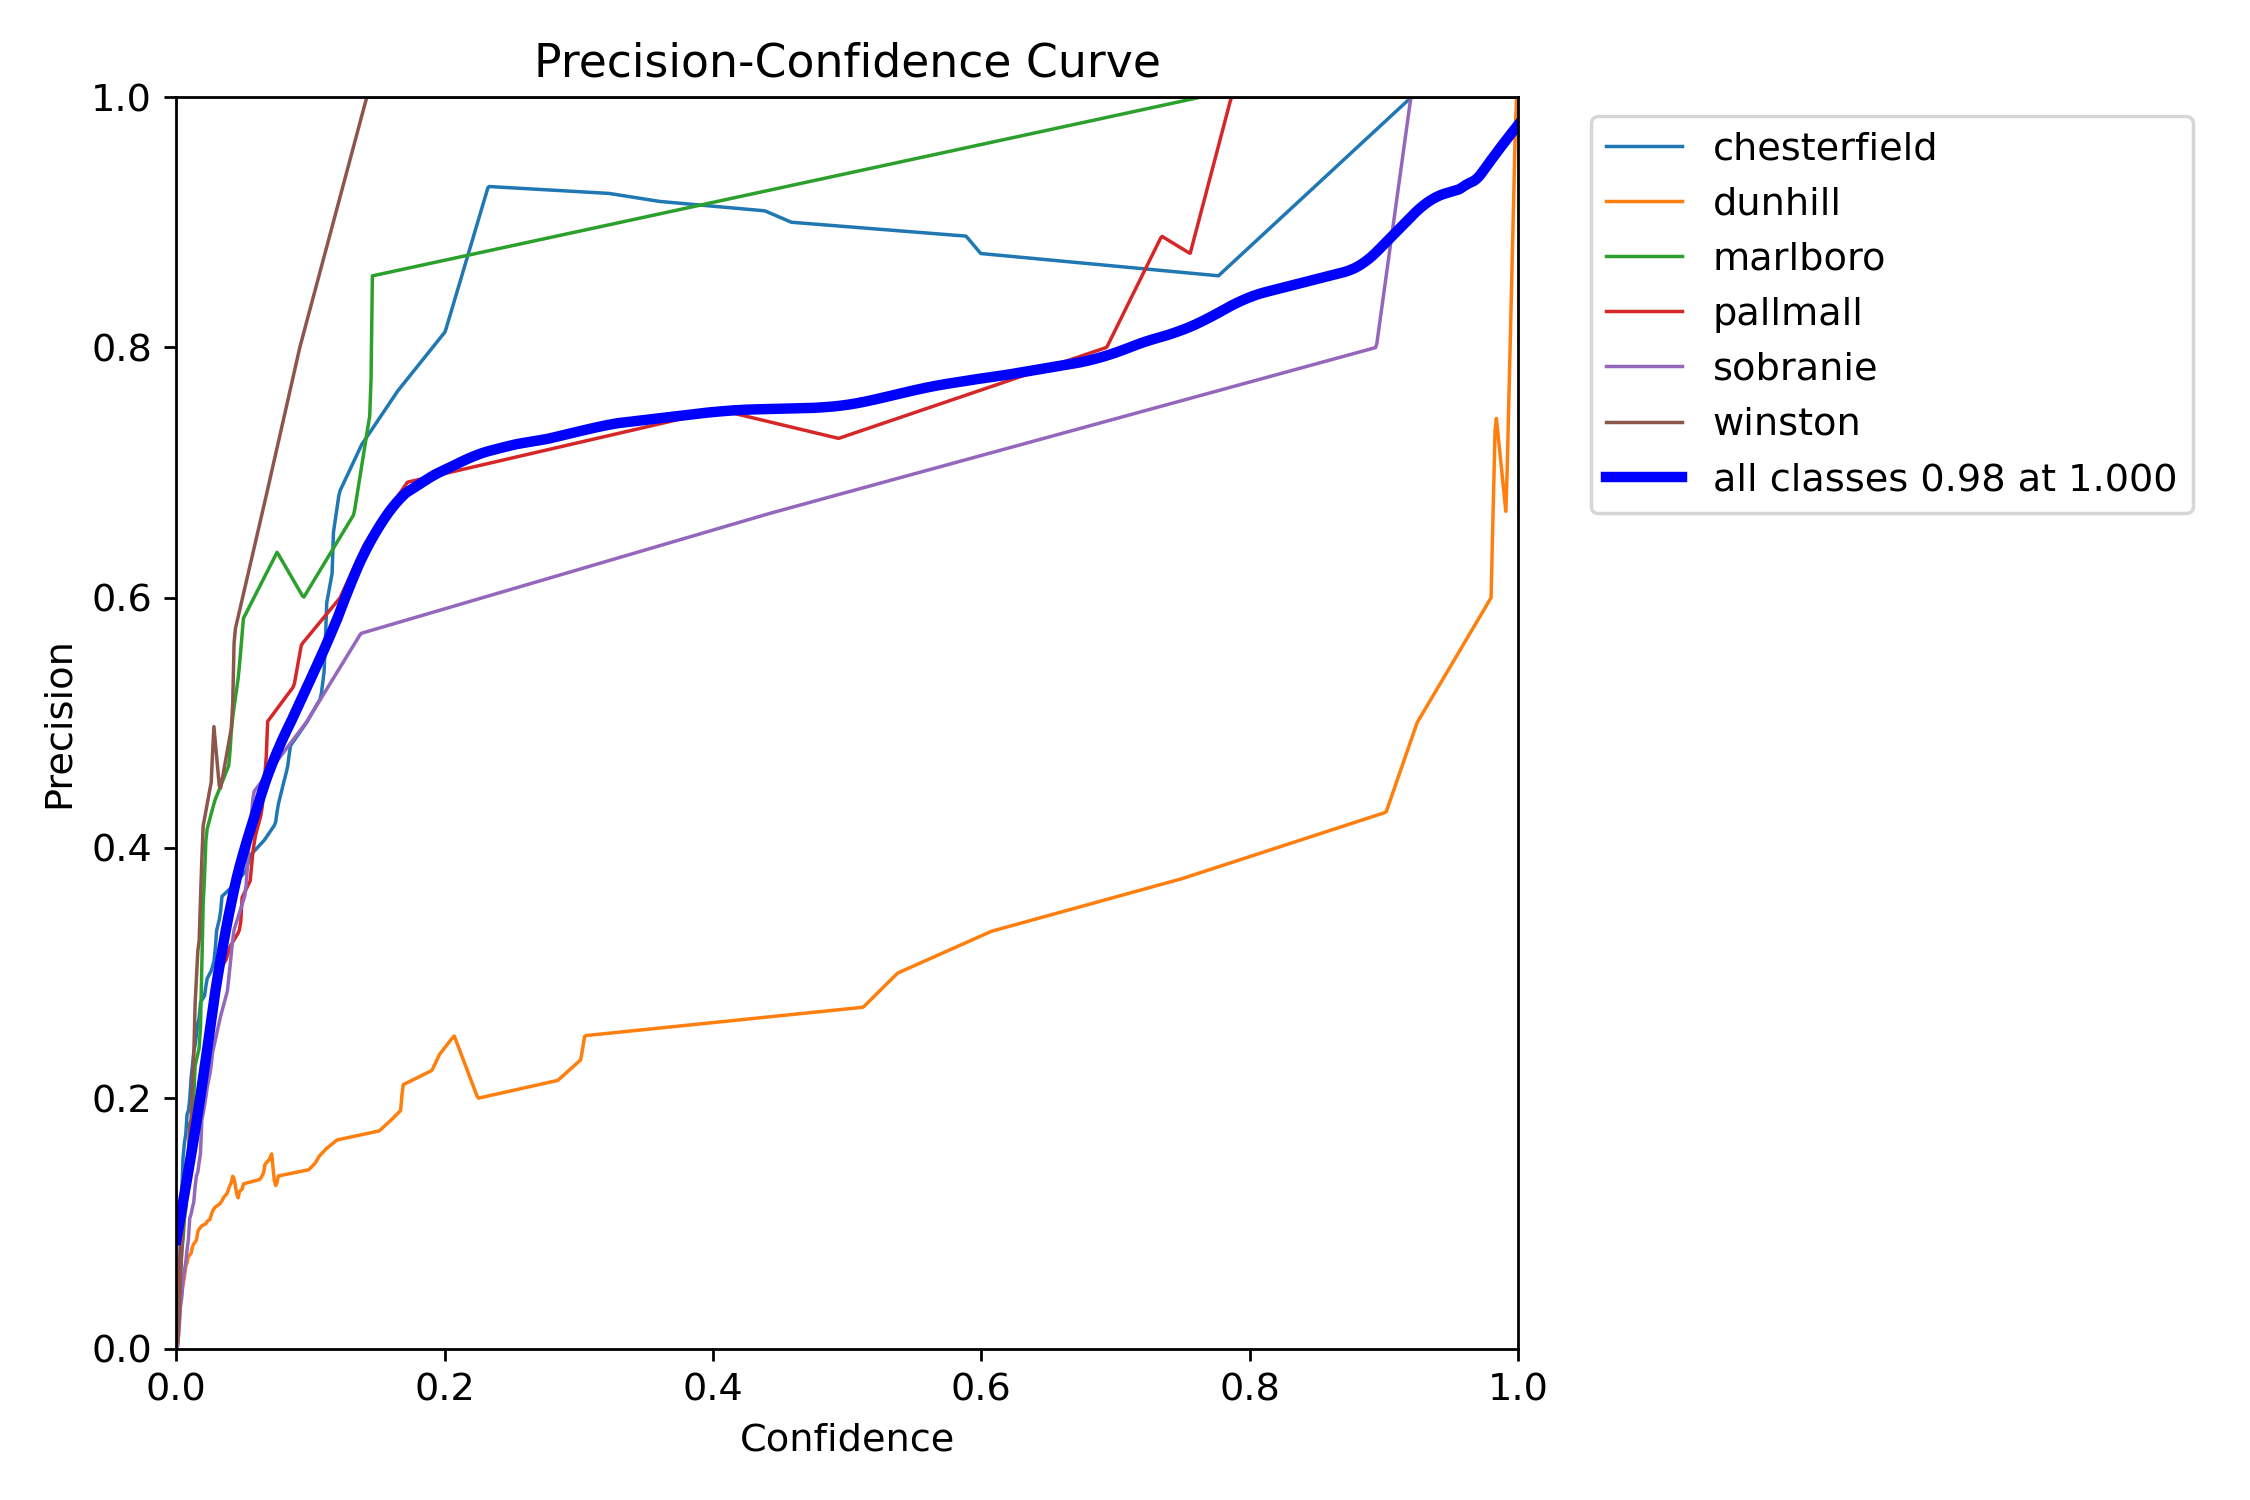 Precision-Confidence Curve
1.0
0.8
0.6
0.4
0.2
0.0
Precision
0.0 0.2 0.4 0.6 0.8 1.0
Confidence
chesterfield
dunhill
marlboro
pallmall
sobranie
winston
all classes 0.98 at 1.000